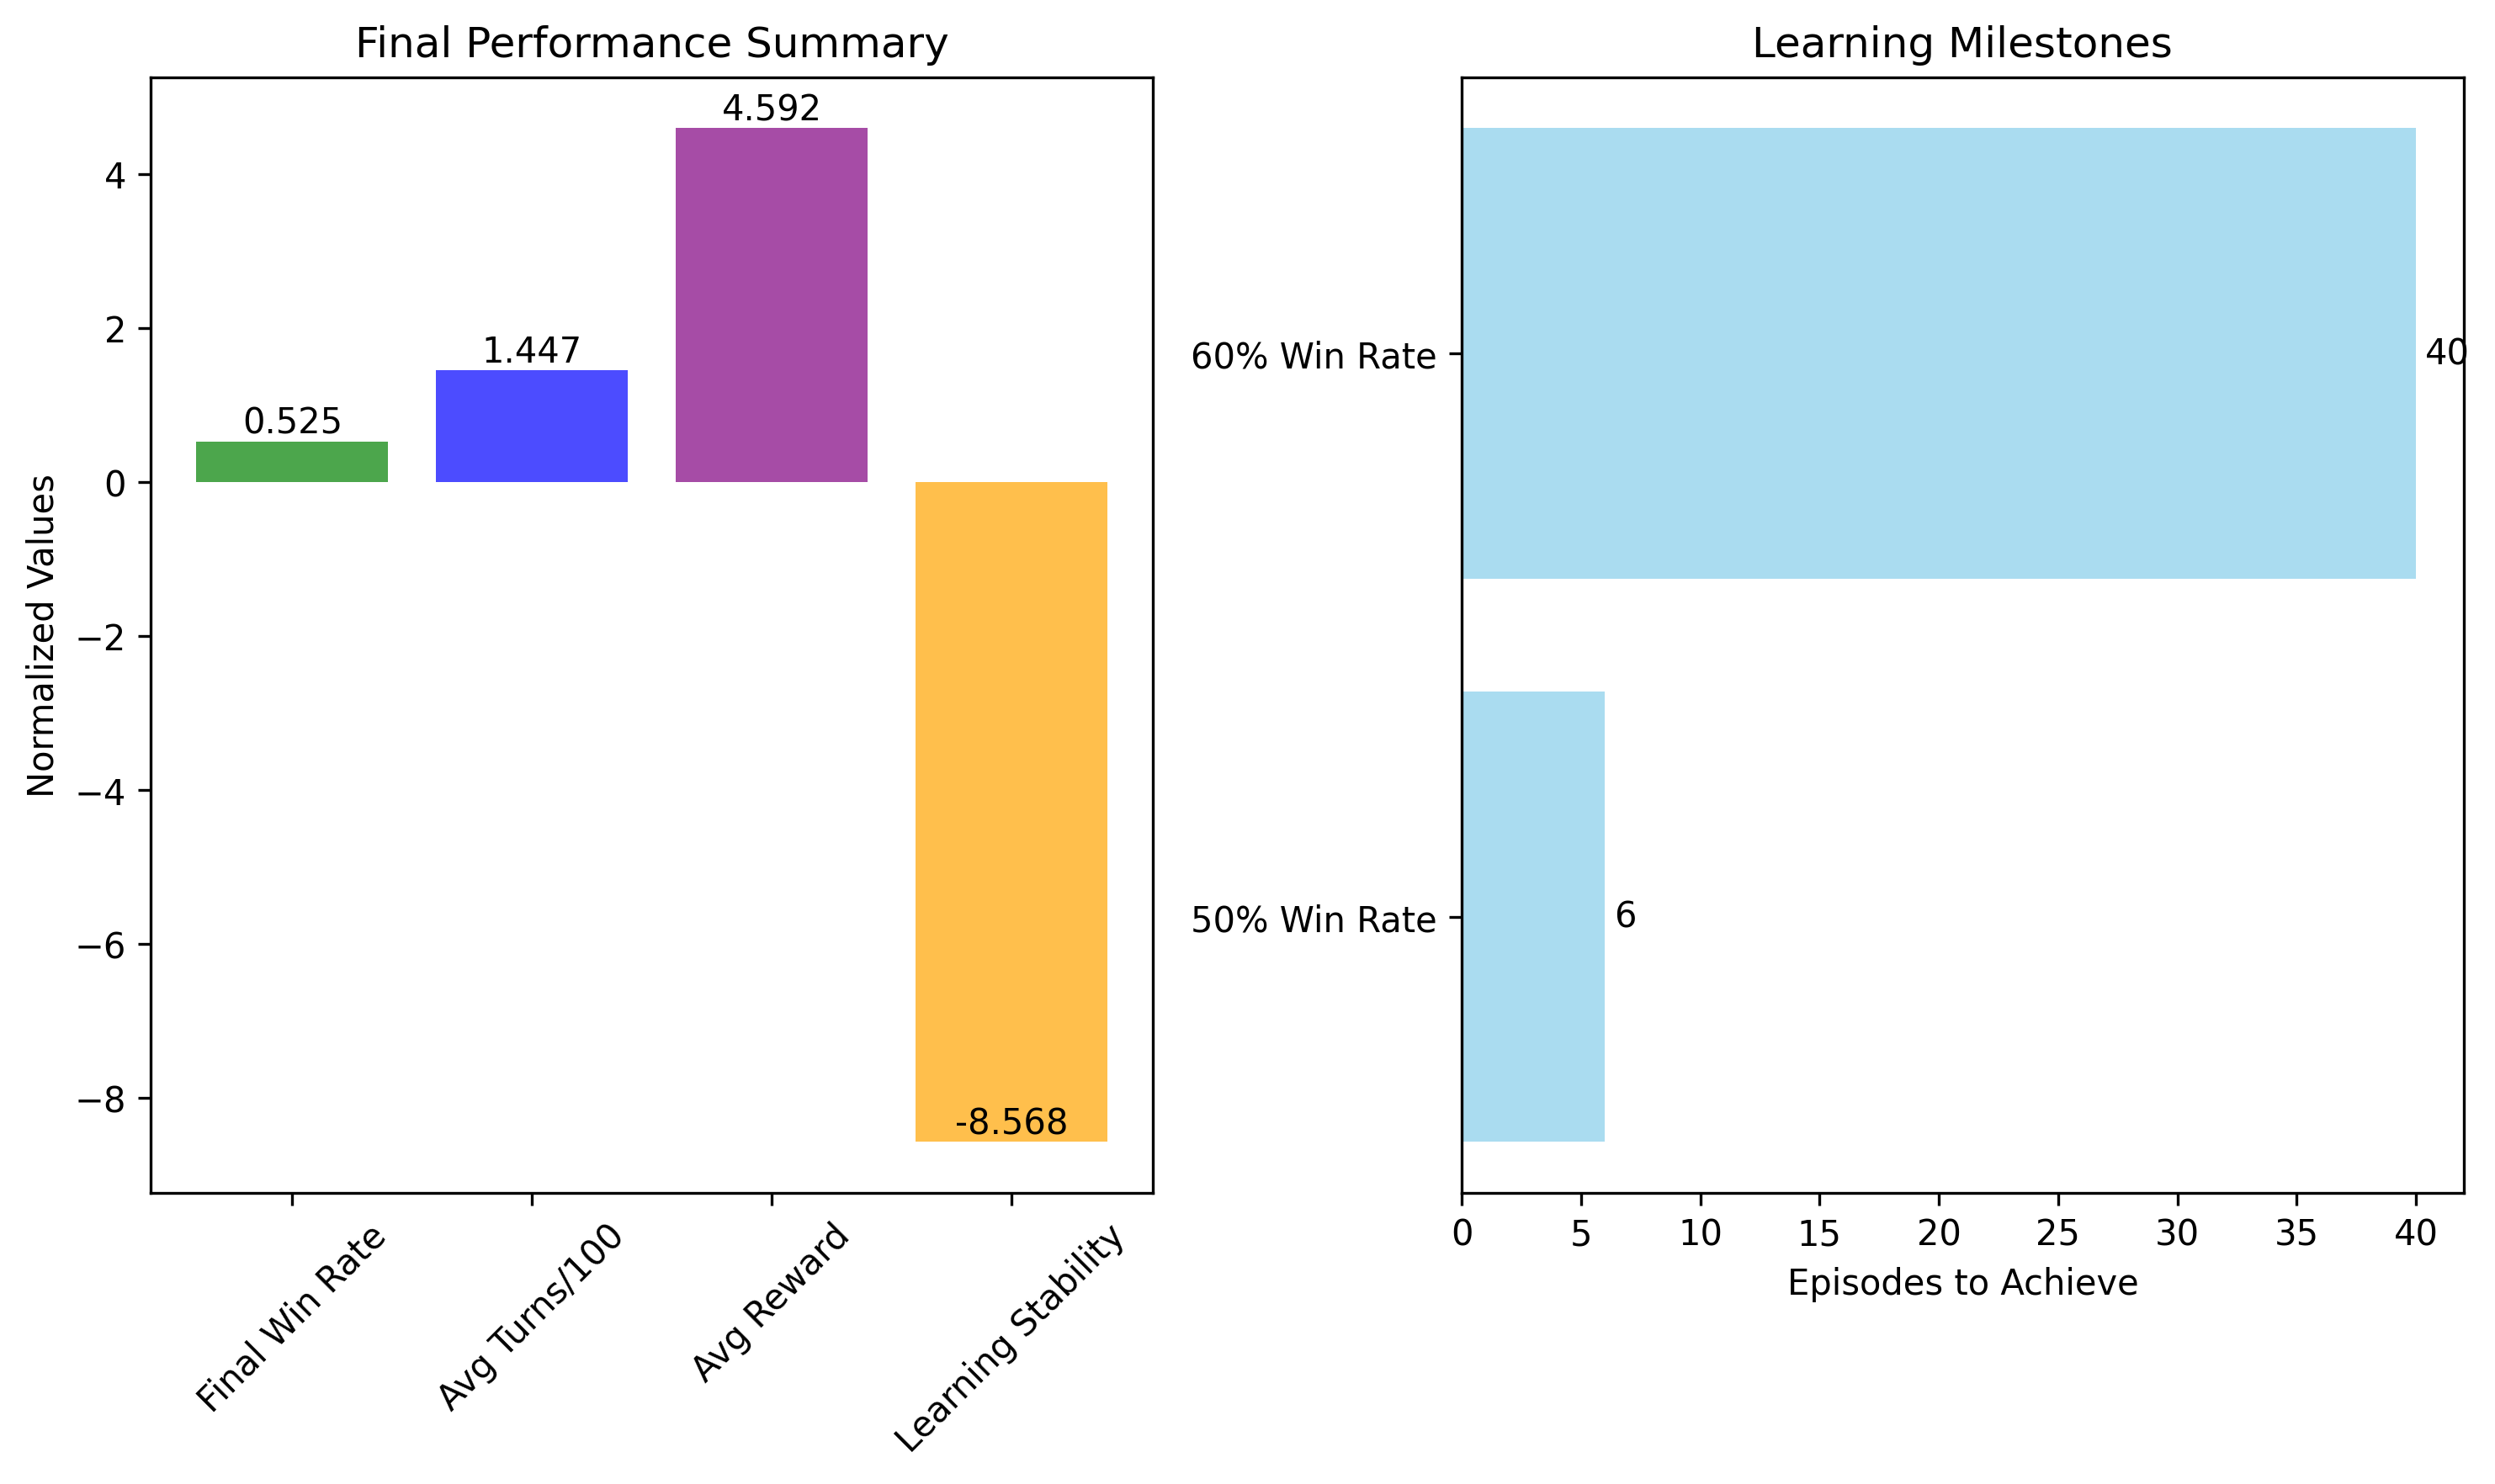 Final Performance Summary
Normalized Values
4
2
0
−2
−4
−6
−8
0.525
1.447
4.592
-8.568
Final Win Rate
Avg Turns/100
Avg Reward
Learning Stability
Learning Milestones
60% Win Rate
50% Win Rate
40
6
0 5 10 15 20 25 30 35 40
Episodes to Achieve